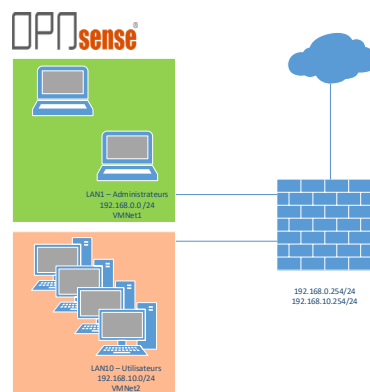 OPNsense®
LAN1 – Administrateurs
192.168.0.0 /24
VMNet1
192.168.0.254/24
192.168.10.254/24
LAN10 – Utilisateurs
192.168.10.0/24
VMNet2